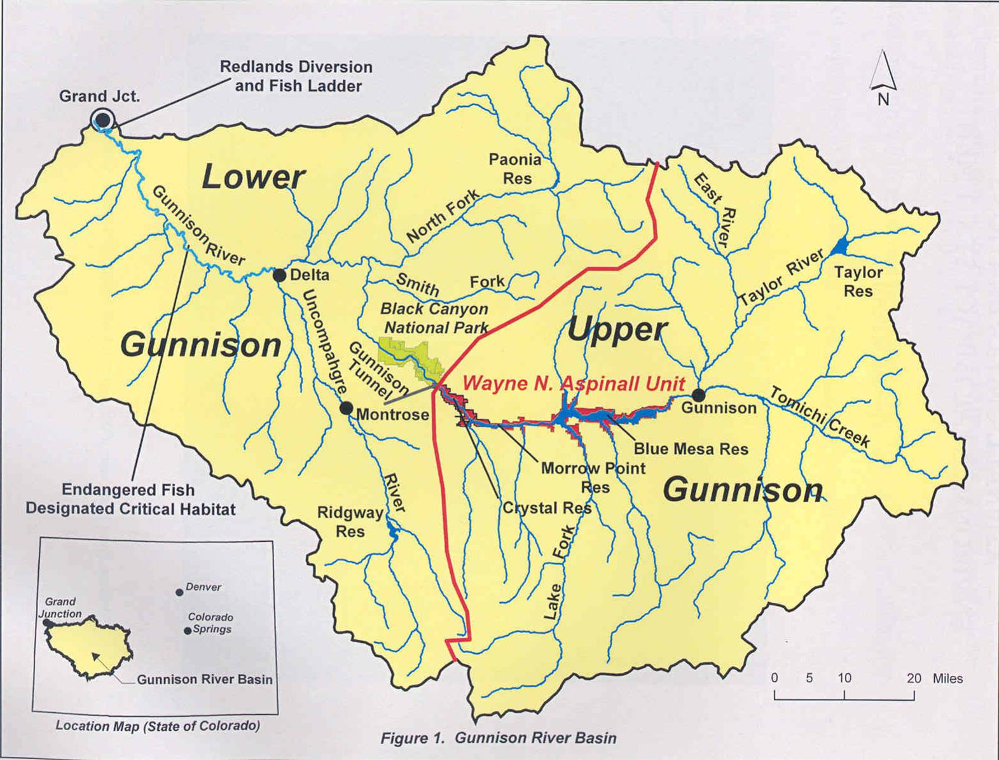 Redlands Diversion
and Fish Ladder
Grand Jct.
N
Lower
Gunnison
Paonia
Res
East River
Gunnison River
North Fork
Taylor River
Taylor
Res
Delta
Smith Fork
Black Canyon
National Park
Upper
Gunnison
Uncompahgre River
Gunnison
Tunnel
Wayne N. Aspinall Unit
Gunnison
Tomichi Creek
Montrose
Blue Mesa Res
Morrow Point
Res
Crystal Res
Endangered Fish
Designated Critical Habitat
Ridgway
Res
Lake Fork
Denver
Grand
Junction
Colorado
Springs
Gunnison River Basin
Location Map (State of Colorado)
0 5 10 20 Miles
Figure 1. Gunnison River Basin